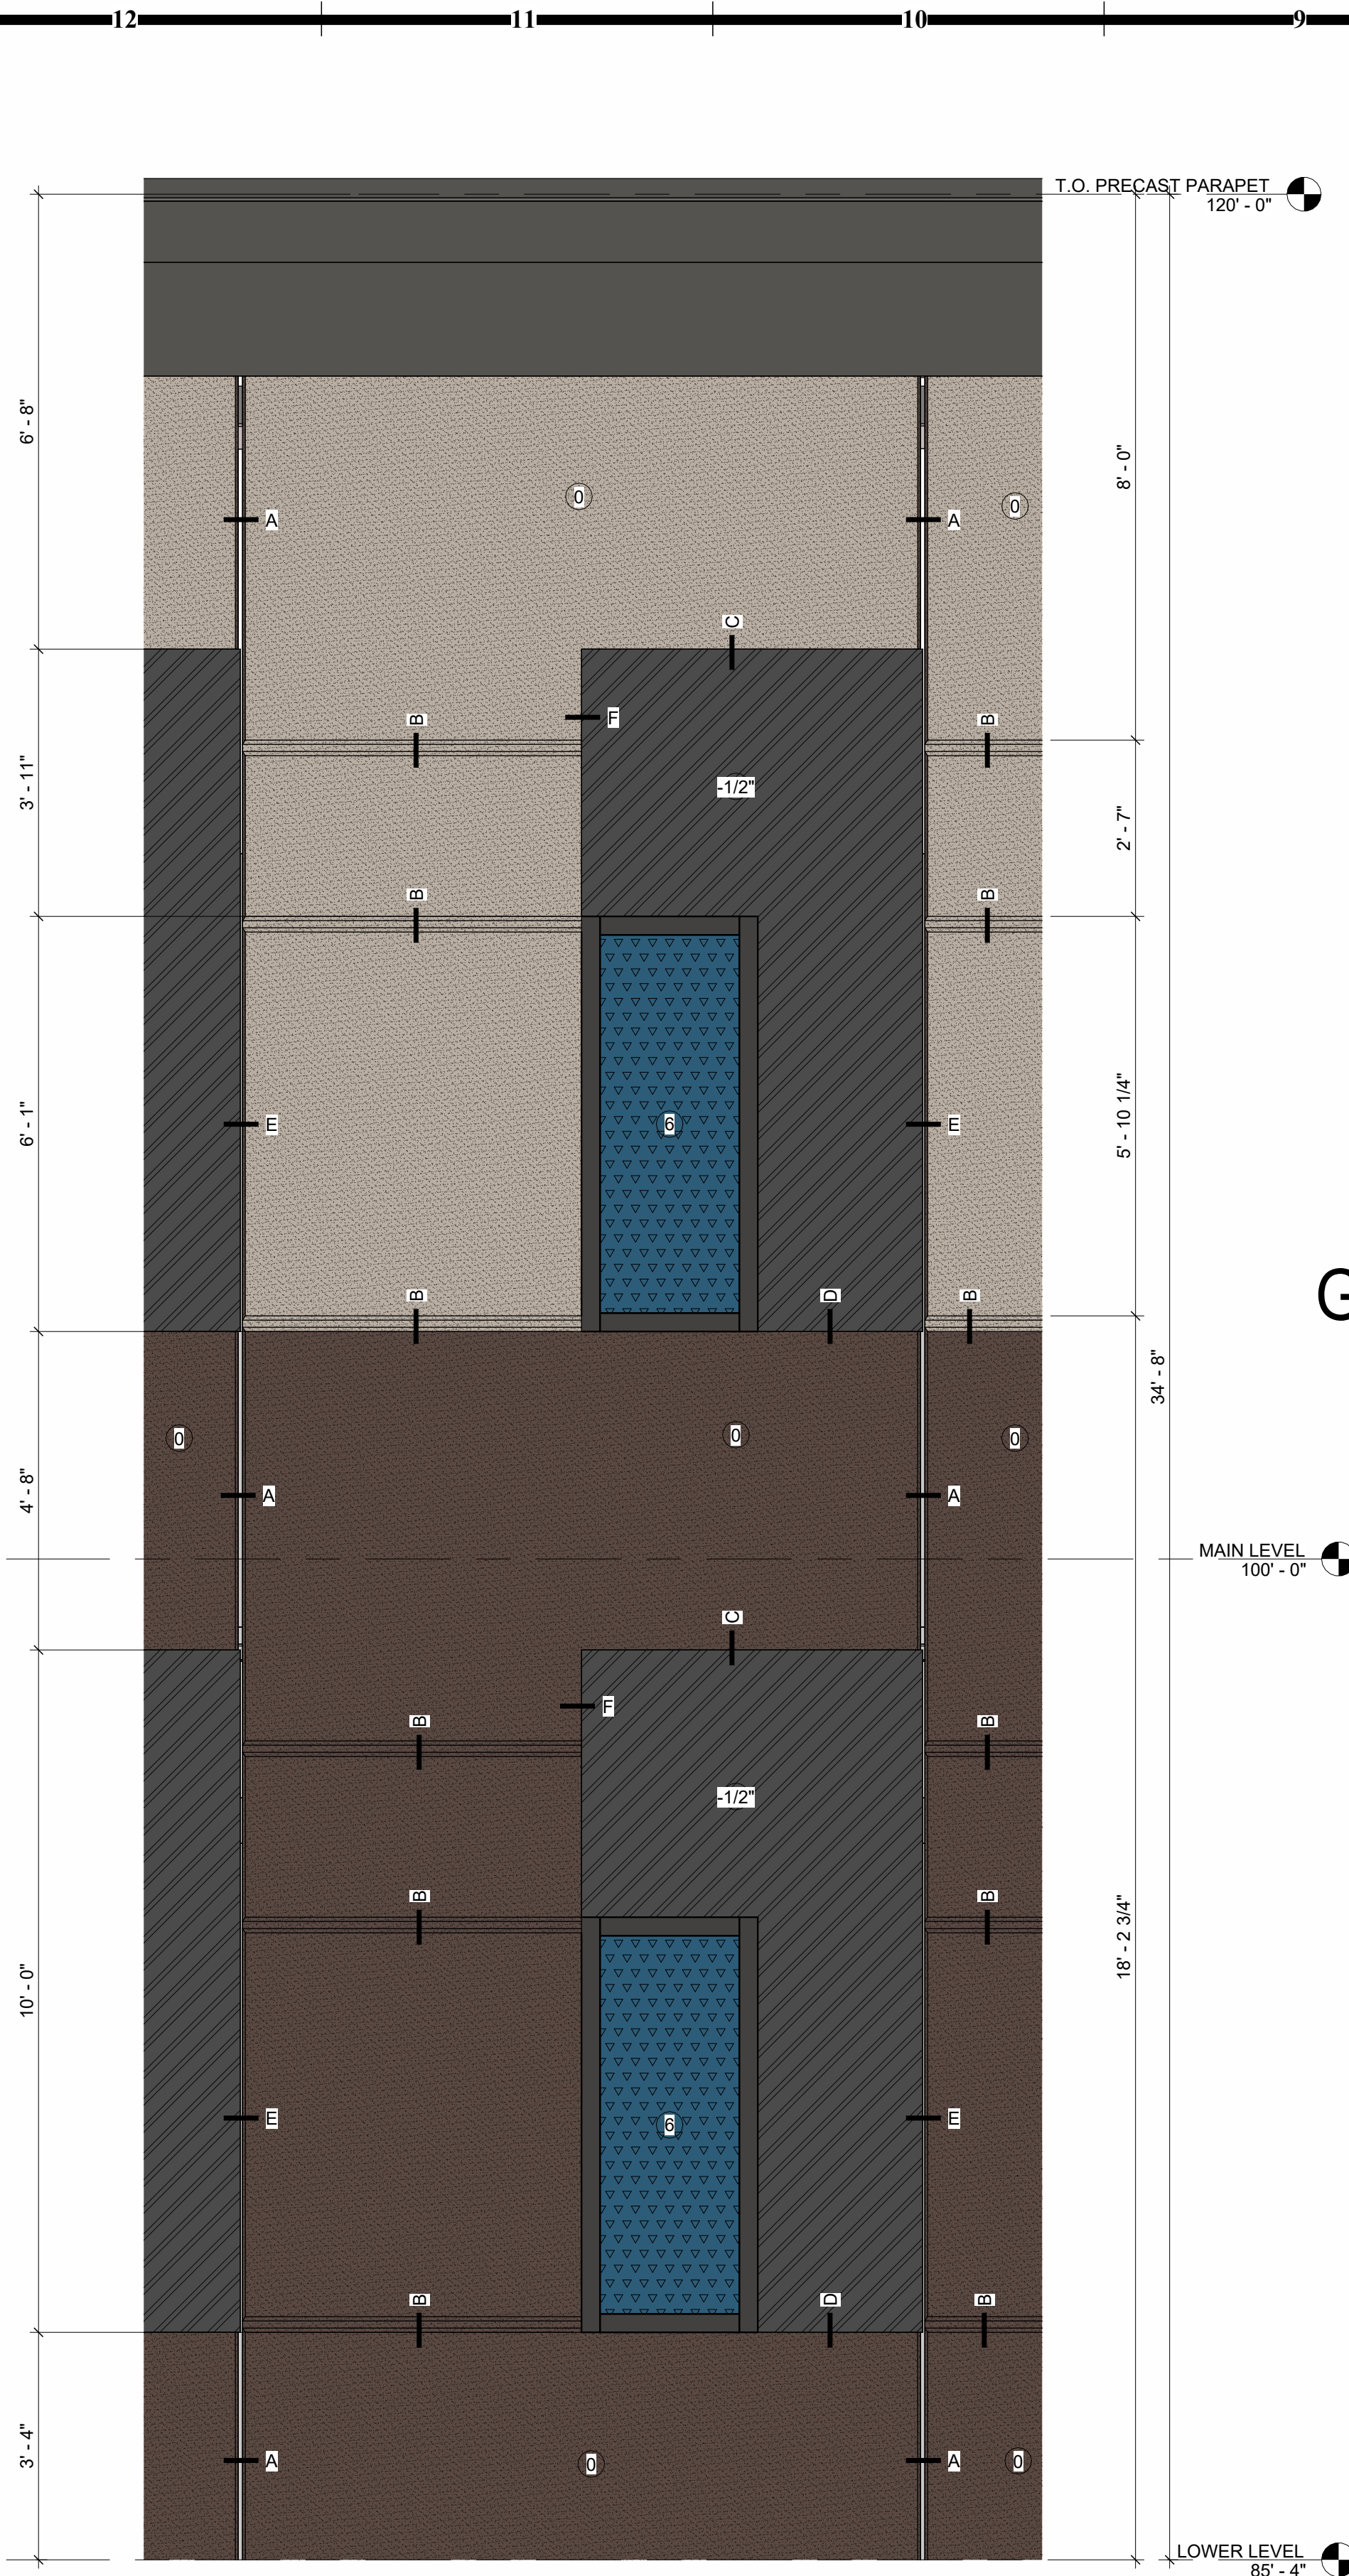 12 11 10 9
T.O. PRECAST PARAPET
120' - 0"
6' - 8"
8' - 0"
0
0
A
A
C
B
F
B
3' - 11"
-1/2"
2' - 7"
B
B
6' - 1"
E
6
E
5' - 10 1/4"
B
D
B
G
34' - 8"
0
0
0
4' - 8"
A
A
MAIN LEVEL
100' - 0"
C
F
B
B
-1/2"
B
B
18' - 2 3/4"
10' - 0"
E
6
E
B
D
B
3' - 4"
A
0
A
0
LOWER LEVEL
85' - 4"